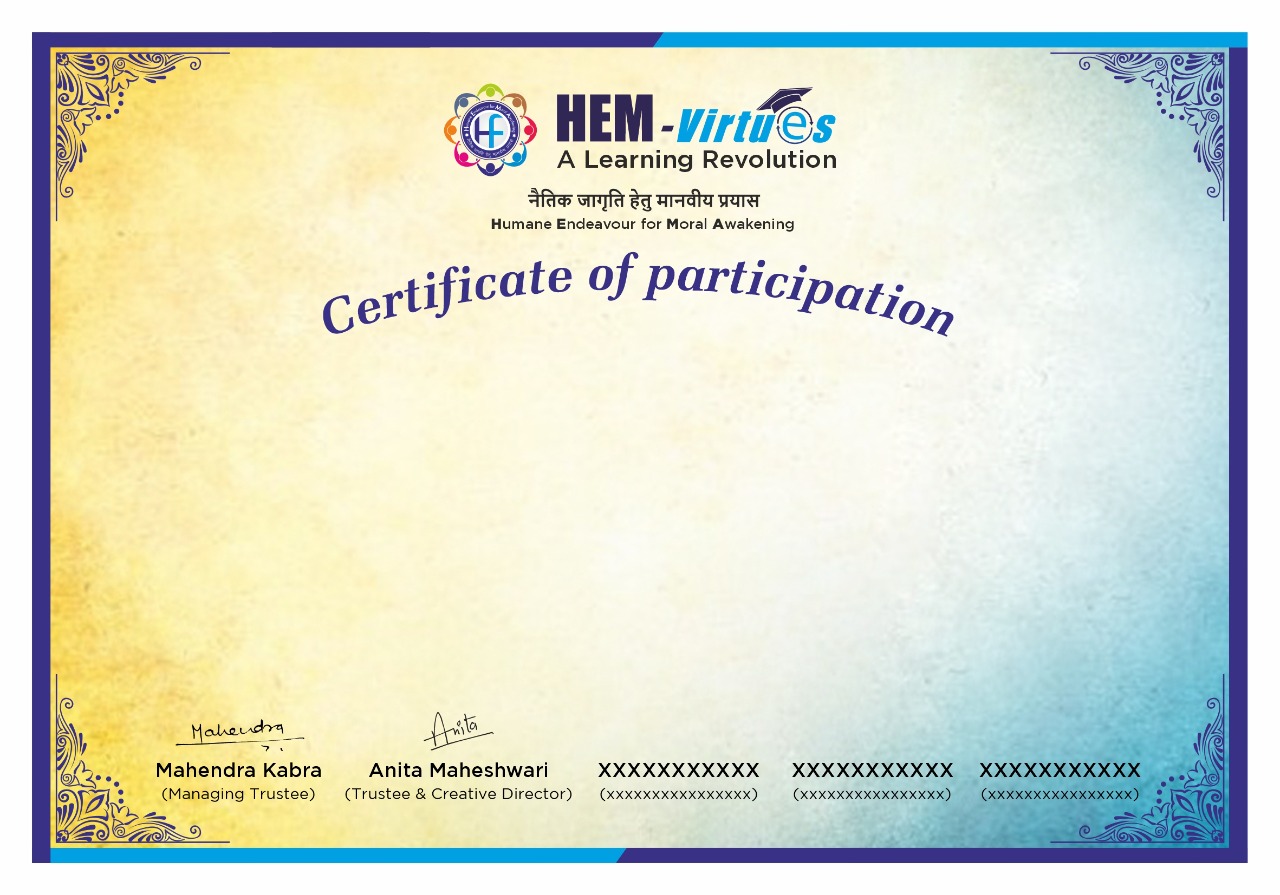 Hf
HEM-Virtues
A Learning Revolution
नैतिक जागृति हेतु मानवीय प्रयास
Humane Endeavour for Moral Awakening
Certificate of participation
Mahendra
Anita
Mahendra Kabra
(Managing Trustee)
Anita Maheshwari
(Trustee & Creative Director)
XXXXXXXXXXX
(xxxxxxxxxxxxxxxx)
XXXXXXXXXXX
(xxxxxxxxxxxxxxxx)
XXXXXXXXXXX
(xxxxxxxxxxxxxxxx)